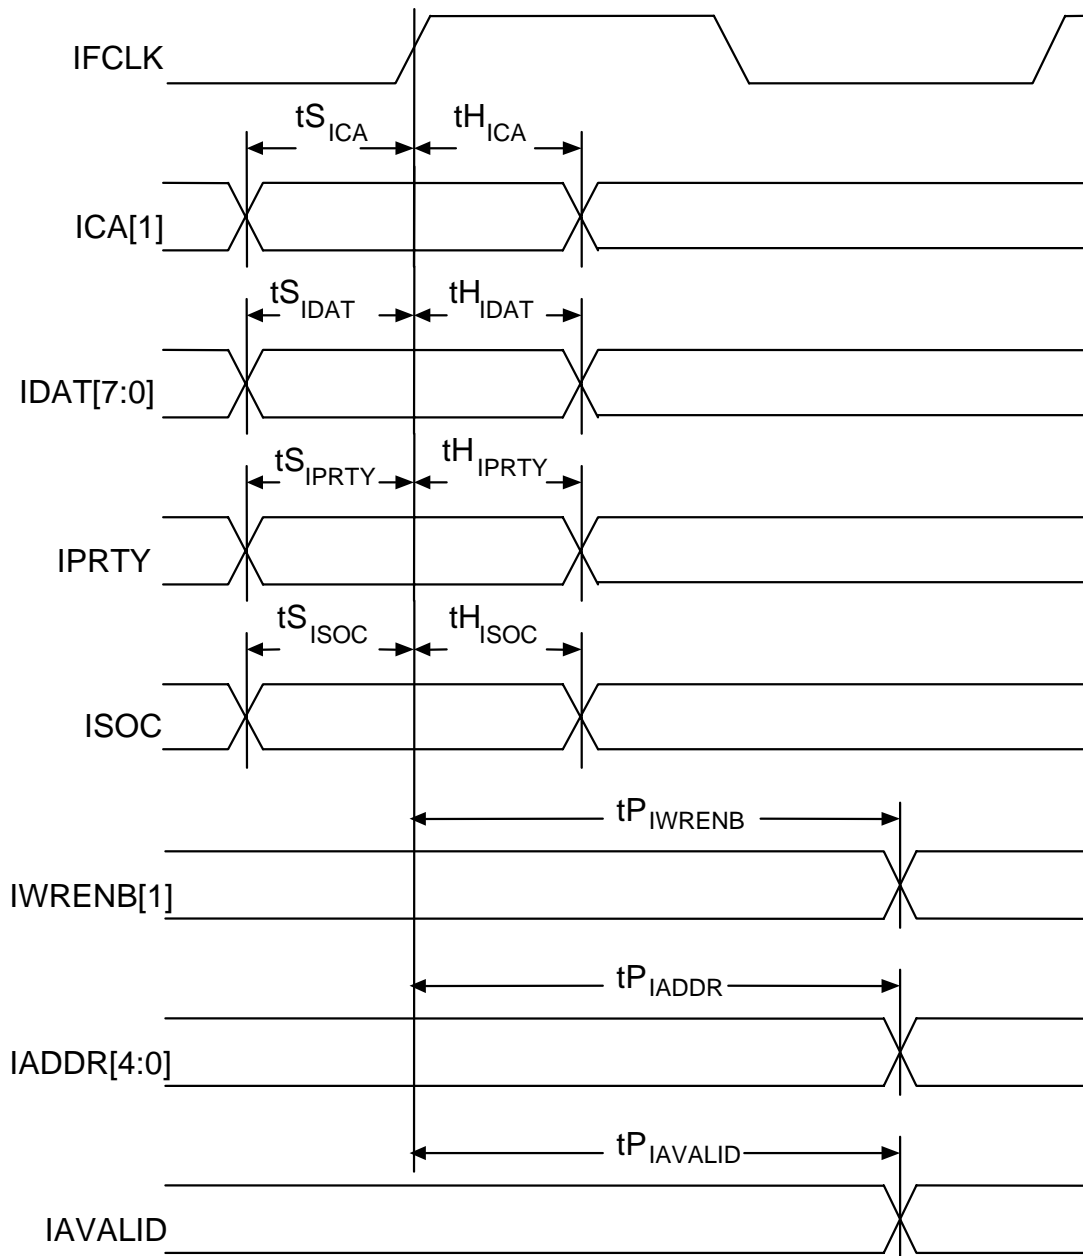 IFCLK
tS_ICA tH_ICA
ICA[1]
tS_IDAT tH_IDAT
IDAT[7:0]
tS_IPRTY tH_IPRTY
IPRTY
tS_ISOC tH_ISOC
ISOC
tP_IWRENB
IWRENB[1]
tP_IADDR
IADDR[4:0]
tP_IAVALID
IAVALID